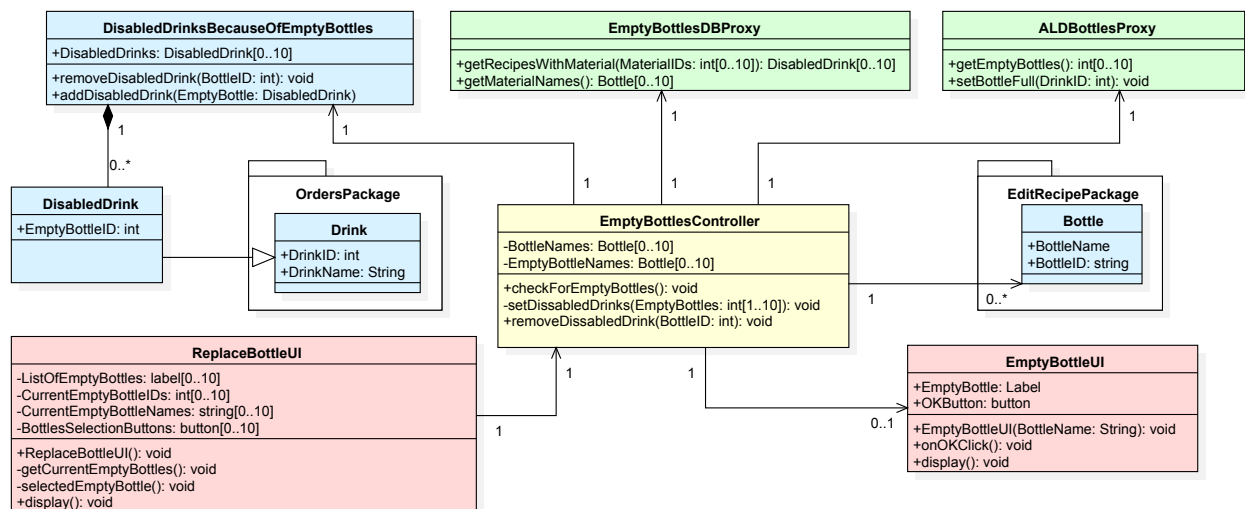 DisabledDrinksBecauseOfEmptyBottles
+DisabledDrinks: DisabledDrink[0..10]
+removeDisabledDrink(BottleID: int): void
+addDisabledDrink(EmptyBottle: DisabledDrink)
EmptyBottlesDBProxy
+getRecipesWithMaterial(MaterialIDs: int[0..10]): DisabledDrink[0..10]
+getMaterialNames(): Bottle[0..10]
ALDBottlesProxy
+getEmptyBottles(): int[0..10]
+setBottleFull(DrinkID: int): void
1
0..*
1
1
1
1
1
1
DisabledDrink
+EmptyBottleID: int
OrdersPackage
Drink
+DrinkID: int
+DrinkName: String
EmptyBottlesController
-BottleNames: Bottle[0..10]
-EmptyBottleNames: Bottle[0..10]
+checkForEmptyBottles(): void
-setDissabledDrinks(EmptyBottles: int[1..10]): void
+removeDissabledDrink(BottleID: int): void
EditRecipePackage
Bottle
+BottleName
+BottleID: string
1
0..*
ReplaceBottleUI
-ListOfEmptyBottles: label[0..10]
-CurrentEmptyBottleIDs: int[0..10]
-CurrentEmptyBottleNames: string[0..10]
-BottlesSelectionButtons: button[0..10]
+ReplaceBottleUI(): void
-getCurrentEmptyBottles(): void
-selectedEmptyBottle(): void
+display(): void
1
1
1
0..1
EmptyBottleUI
+EmptyBottle: Label
+OKButton: button
+EmptyBottleUI(BottleName: String): void
+onOKClick(): void
+display(): void